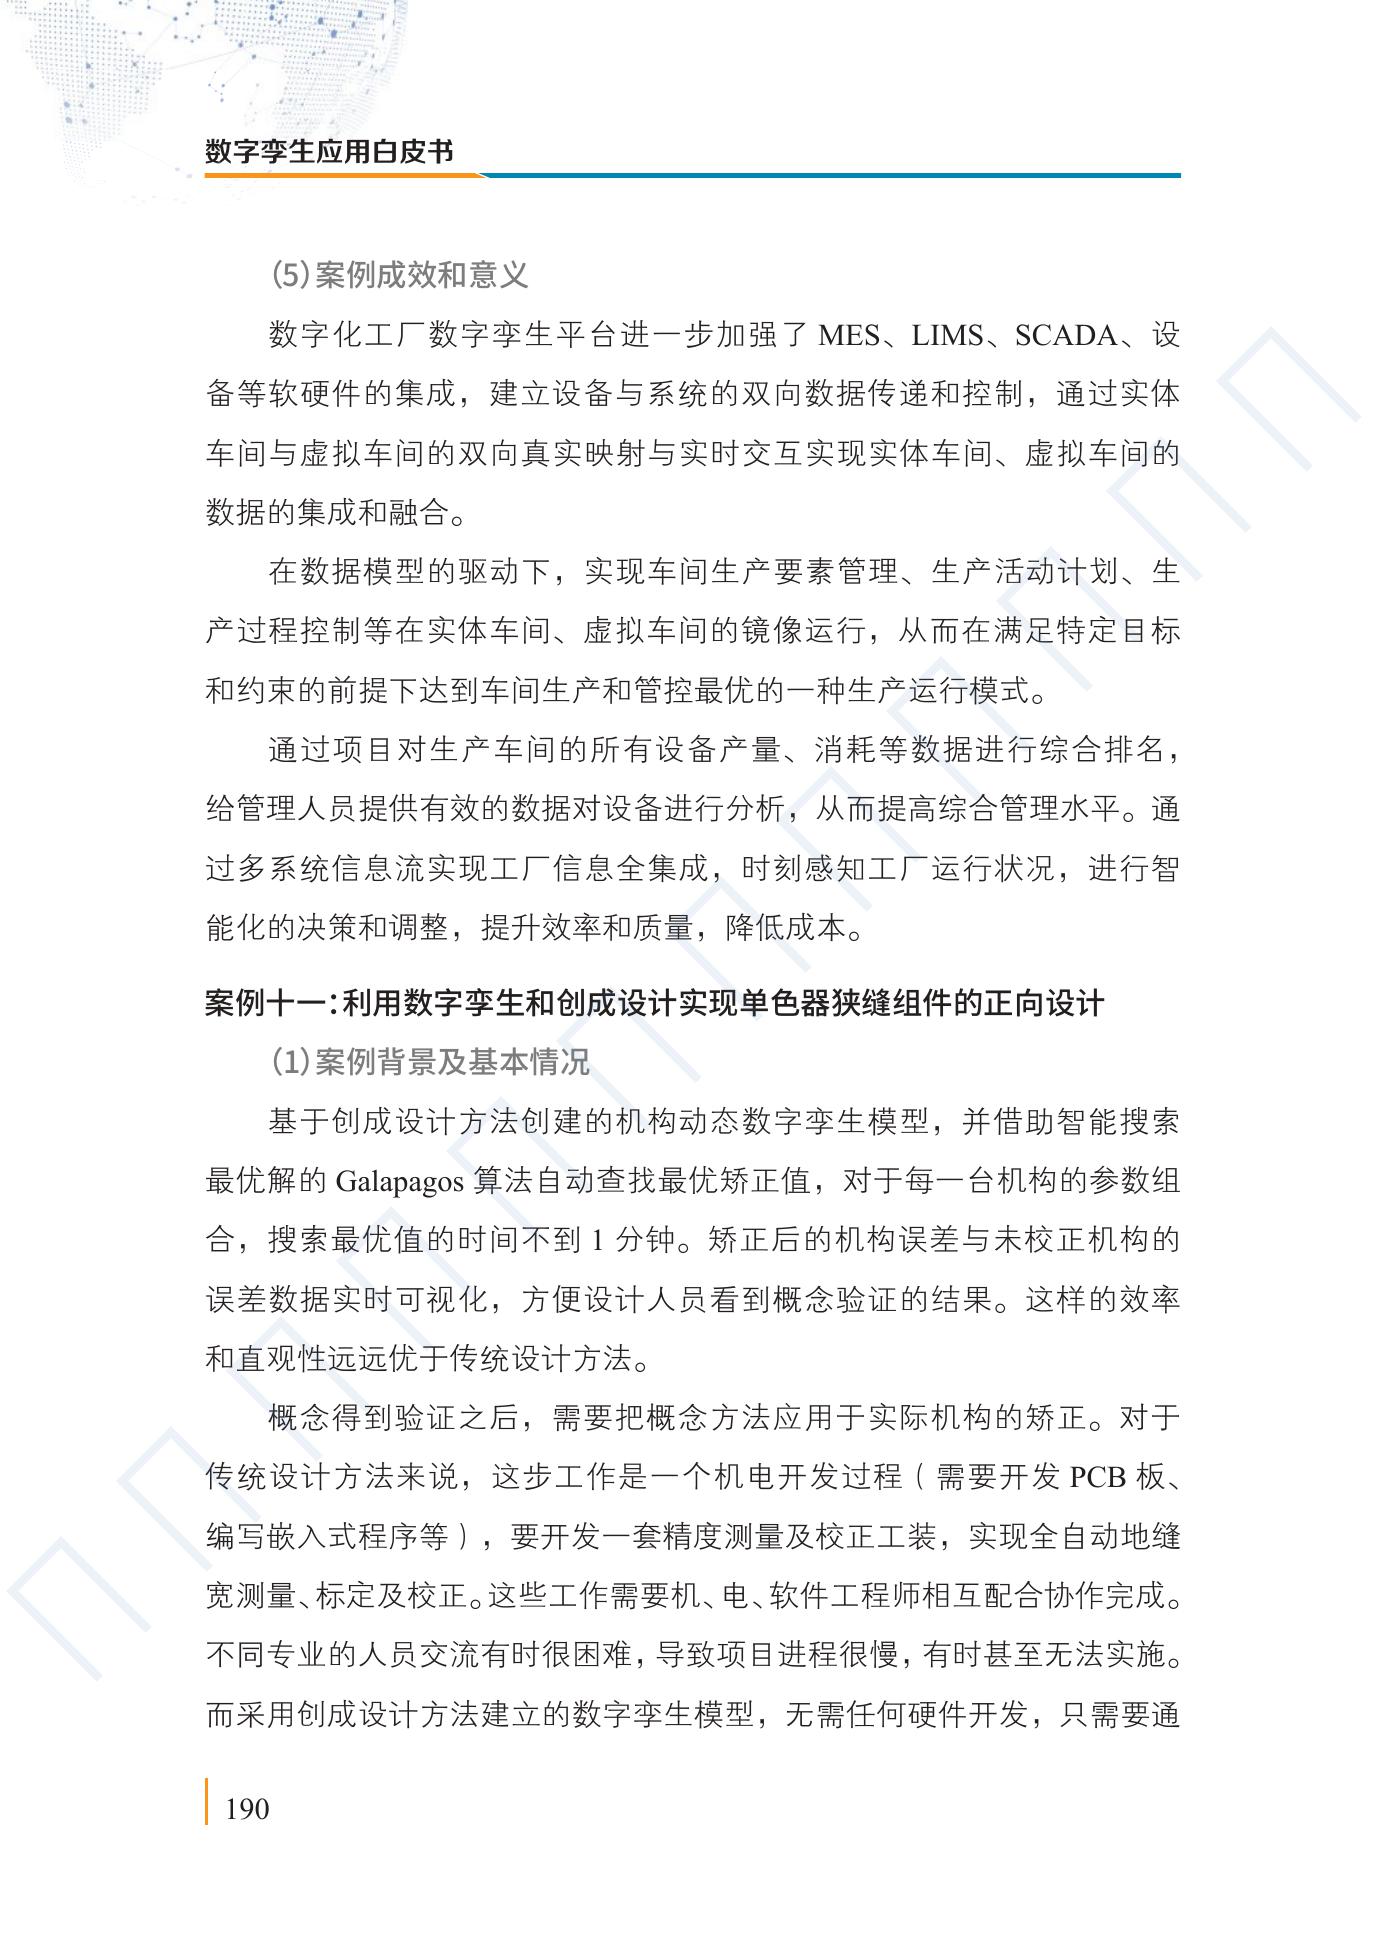 数字孪生应用白皮书
（5）案例成效和意义
数字化工厂数字孪生平台进一步加强了 MES、LIMS、SCADA、设
备等软硬件的集成，建立设备与系统的双向数据传递和控制，通过实体
车间与虚拟车间的双向真实映射与实时交互实现实体车间、虚拟车间的
数据的集成和融合。
在数据模型的驱动下，实现车间生产要素管理、生产活动计划、生
产过程控制等在实体车间、虚拟车间的镜像运行，从而在满足特定目标
和约束的前提下达到车间生产和管控最优的一种生产运行模式。
通过项目对生产车间的所有设备产量、消耗等数据进行综合排名，
给管理人员提供有效的数据对设备进行分析，从而提高综合管理水平。通
过多系统信息流实现工厂信息全集成，时刻感知工厂运行状况，进行智
能化的决策和调整，提升效率和质量，降低成本。
案例十一：利用数字孪生和创成设计实现单色器狭缝组件的正向设计
（1）案例背景及基本情况
基于创成设计方法创建的机构动态数字孪生模型，并借助智能搜索
最优解的 Galapagos 算法自动查找最优矫正值，对于每一台机构的参数组
合，搜索最优值的时间不到 1 分钟。矫正后的机构误差与未校正机构的
误差数据实时可视化，方便设计人员看到概念验证的结果。这样的效率
和直观性远远优于传统设计方法。
概念得到验证之后，需要把概念方法应用于实际机构的矫正。对于
传统设计方法来说，这步工作是一个机电开发过程（需要开发 PCB 板、
编写嵌入式程序等），要开发一套精度测量及校正工装，实现全自动地缝
宽测量、标定及校正。这些工作需要机、电、软件工程师相互配合协作完成。
不同专业的人员交流有时很困难，导致项目进程很慢，有时甚至无法实施。
而采用创成设计方法建立的数字孪生模型，无需任何硬件开发，只需要通
190